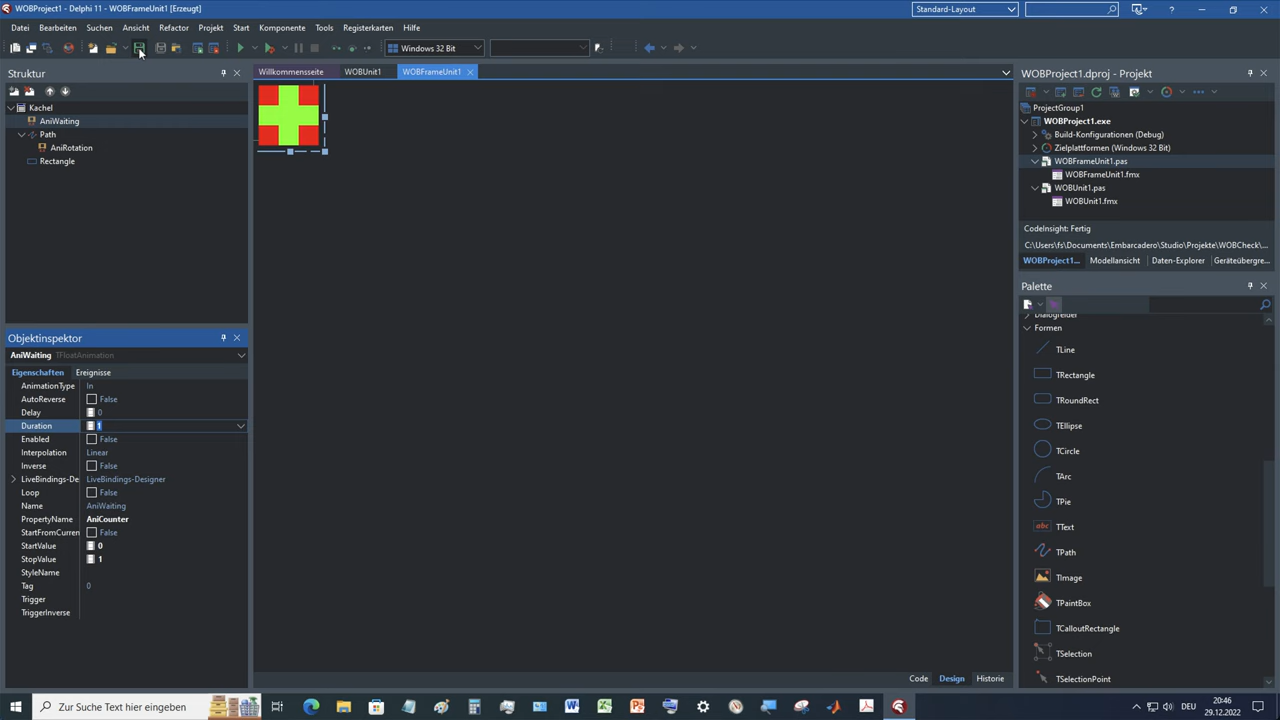 WOBProject1 - Delphi 11 - WOBFrameUnit1 [Erzeugt]
Standard-Layout
Datei Bearbeiten Suchen Ansicht Refactor Projekt Start Komponente Tools Registerkarten Hilfe
Windows 32 Bit
Struktur
Kachel
AniWaiting
Path
AniRotation
Rectangle
Willkommensseite WOBUnit1 WOBFrameUnit1
WOBProject1.dproj - Projekt
ProjectGroup1
WOBProject1.exe
Build-Konfigurationen (Debug)
Zielplattformen (Windows 32 Bit)
WOBFrameUnit1.pas
WOBFrameUnit1.fmx
WOBUnit1.pas
WOBUnit1.fmx
CodeInsight: Fertig
C:\Users\fs\Documents\Embarcadero\Studio\Projekte\WOBCheck\...
WOBProject1... Modellansicht Daten-Explorer Geräteübergre...
Objektinspektor
AniWaiting TFloatAnimation
Eigenschaften Ereignisse
AnimationType In
AutoReverse False
Delay 0
Duration 1
Enabled False
Interpolation Linear
Inverse False
LiveBindings-De LiveBindings-Designer
Loop False
Name AniWaiting
PropertyName AniCounter
StartFromCurren False
StartValue 0
StopValue 1
StyleName
Tag 0
Trigger
TriggerInverse
Palette
Dialogfelder
Formen
TLine
TRectangle
TRoundRect
TEllipse
TCircle
TArc
TPie
abc TText
TPath
TImage
TPaintBox
TCalloutRectangle
TSelection
TSelectionPoint
Code Design Historie
Zur Suche Text hier eingeben
DEU
20:46
29.12.2022